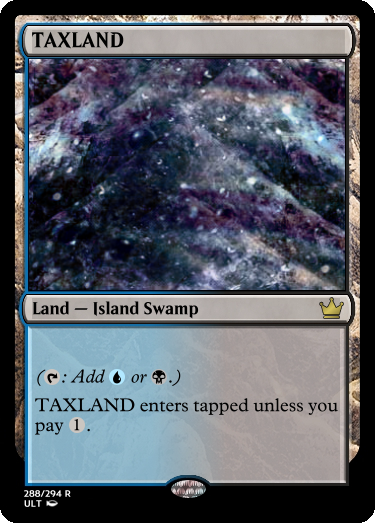 TAXLAND
Land — Island Swamp
(T: Add U or B.)
TAXLAND enters tapped unless you
pay 1.
288/294 R
ULT